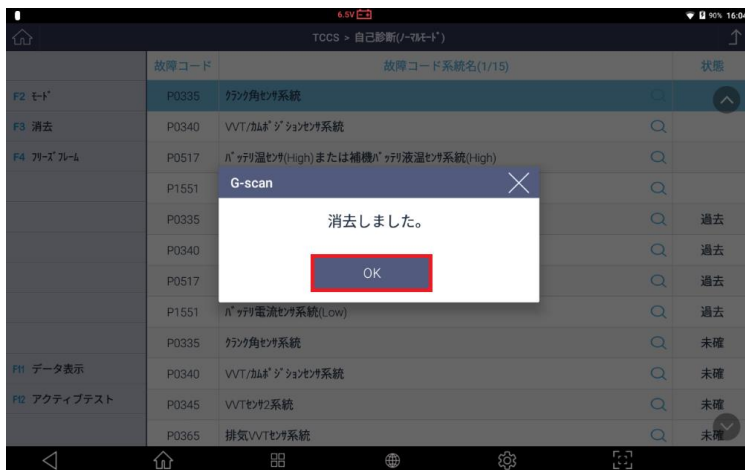 6.5V 90% 16:04
TCCS > 自己診断(ﾉｰﾏﾙﾓｰﾄﾞ)
故障コード 故障コード系統名(1/15) 状態
F2 ﾓｰﾄﾞ P0335 ｸﾗﾝｸ角ｾﾝｻ系統
F3 消去 P0340 VVT/ｶﾑﾎﾟｼﾞｼｮﾝｾﾝｻ系統
F4 ﾌﾘｰｽﾞﾌﾚｰﾑ P0517 ﾊﾞｯﾃﾘ温ｾﾝｻ(High)または補機ﾊﾞｯﾃﾘ液温ｾﾝｻ系統(High)
P1551
G-scan
P0335 過去
消去しました。
P0340 過去
OK
P0517 過去
P1551 ﾊﾞｯﾃﾘ電流ｾﾝｻ系統(Low) 過去
P0335 ｸﾗﾝｸ角ｾﾝｻ系統 未確
F11 データ表示 P0340 VVT/ｶﾑﾎﾟｼﾞｼｮﾝｾﾝｻ系統 未確
F12 アクティブテスト P0345 VVTｾﾝｻ2系統 未確
P0365 排気VVTｾﾝｻ系統 未確